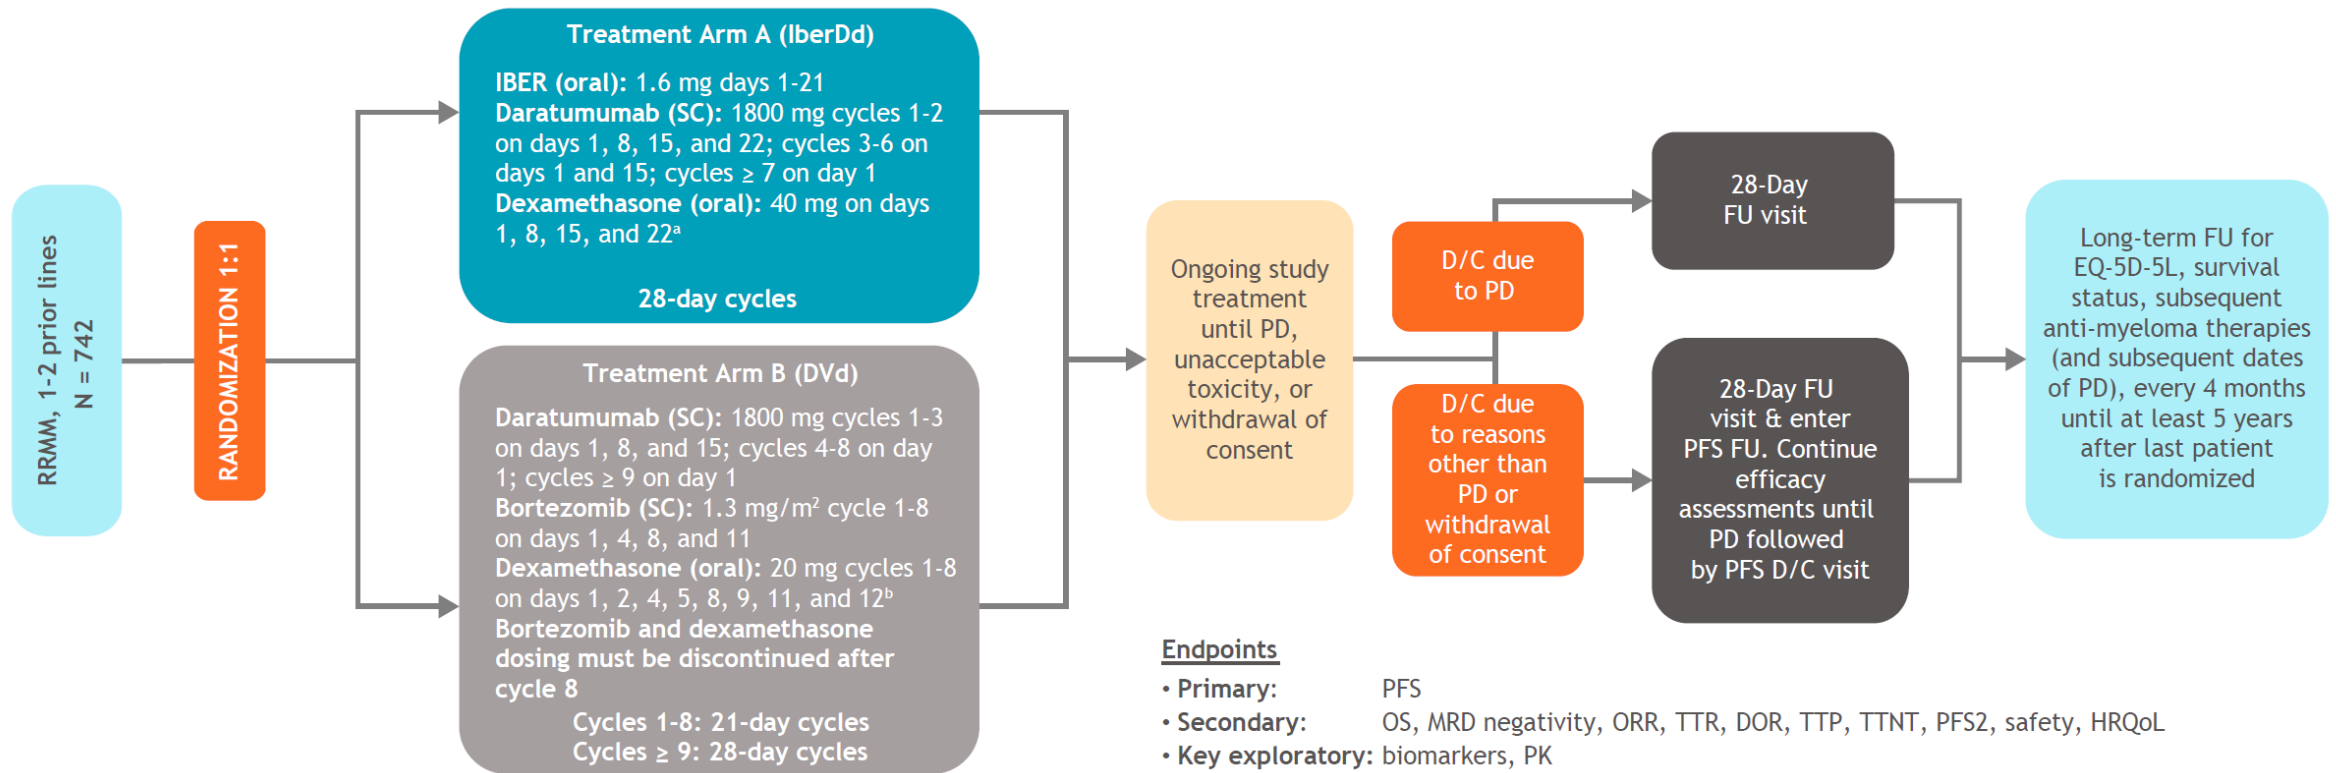 RRMM, 1-2 prior lines
N = 742
RANDOMIZATION 1:1
Treatment Arm A (IberDd)
IBER (oral): 1.6 mg days 1-21
Daratumumab (SC): 1800 mg cycles 1-2
on days 1, 8, 15, and 22; cycles 3-6 on
days 1 and 15; cycles ≥ 7 on day 1
Dexamethasone (oral): 40 mg on days
1, 8, 15, and 22ᵃ
28-day cycles
Treatment Arm B (DVd)
Daratumumab (SC): 1800 mg cycles 1-3
on days 1, 8, and 15; cycles 4-8 on day
1; cycles ≥ 9 on day 1
Bortezomib (SC): 1.3 mg/m² cycle 1-8
on days 1, 4, 8, and 11
Dexamethasone (oral): 20 mg cycles 1-8
on days 1, 2, 4, 5, 8, 9, 11, and 12ᵇ
Bortezomib and dexamethasone
dosing must be discontinued after
cycle 8
Cycles 1-8: 21-day cycles
Cycles ≥ 9: 28-day cycles
Ongoing study
treatment
until PD,
unacceptable
toxicity, or
withdrawal of
consent
D/C due
to PD
D/C due
to reasons
other than
PD or
withdrawal
of consent
28-Day
FU visit
28-Day FU
visit & enter
PFS FU. Continue
efficacy
assessments until
PD followed
by PFS D/C visit
Long-term FU for
EQ-5D-5L, survival
status, subsequent
anti-myeloma therapies
(and subsequent dates
of PD), every 4 months
until at least 5 years
after last patient
is randomized
Endpoints
• Primary: PFS
• Secondary: OS, MRD negativity, ORR, TTR, DOR, TTP, TTNT, PFS2, safety, HRQoL
• Key exploratory: biomarkers, PK